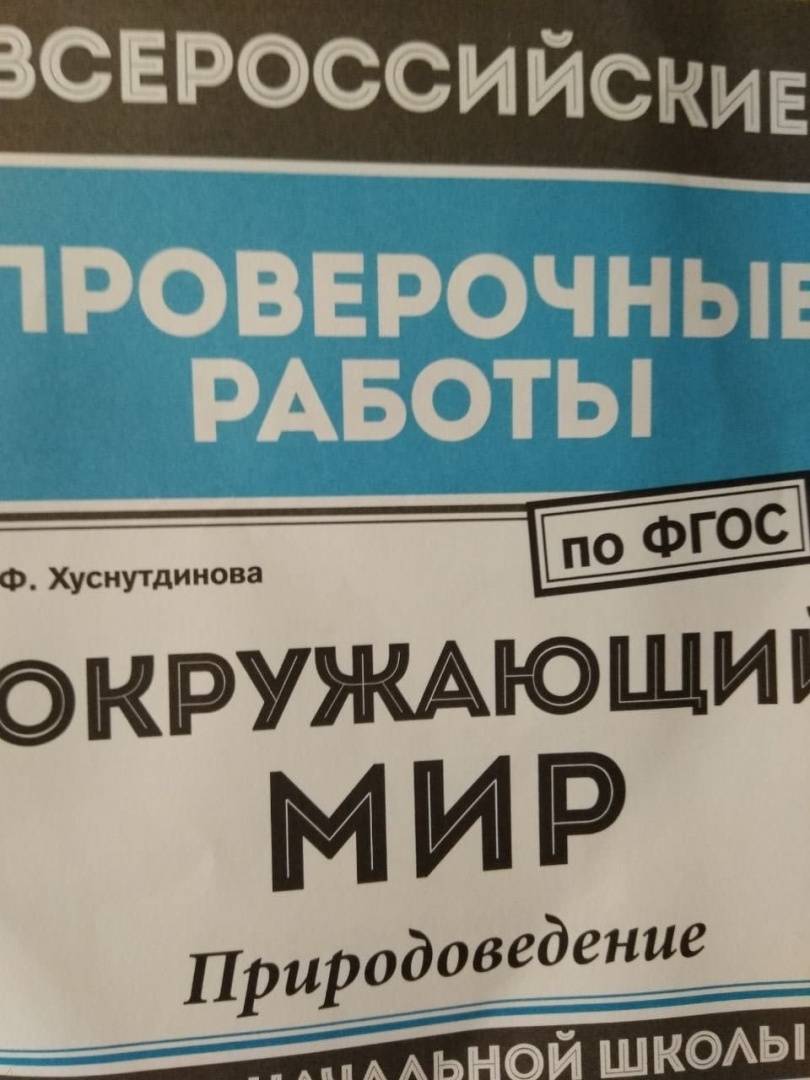 ВСЕРОССИЙСКИЕ
ПРОВЕРОЧНЫЕ
РАБОТЫ
по ФГОС
Ф. Хуснутдинова
ОКРУЖАЮЩИЙ
МИР
Природоведение
НАЧАЛЬНОЙ ШКОЛЫ